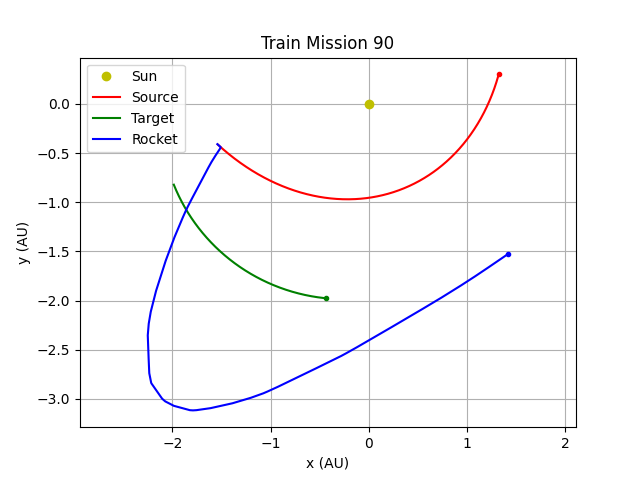 Train Mission 90
Sun
Source
Target
Rocket
0.0
−0.5
−1.0
−1.5
−2.0
−2.5
−3.0
y (AU)
−2
−1
0
1
2
x (AU)